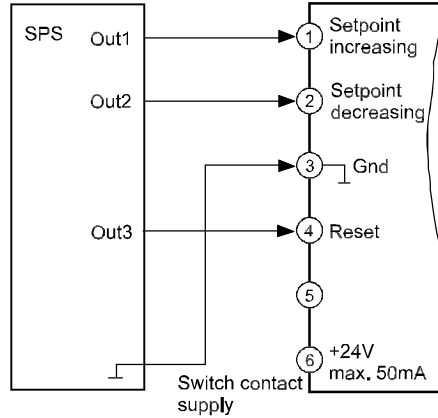 SPS
Out1
1
Setpoint
increasing
Out2
2
Setpoint
decreasing
3
Gnd
Out3
4
Reset
5
6
+24V
max. 50mA
Switch contact
supply